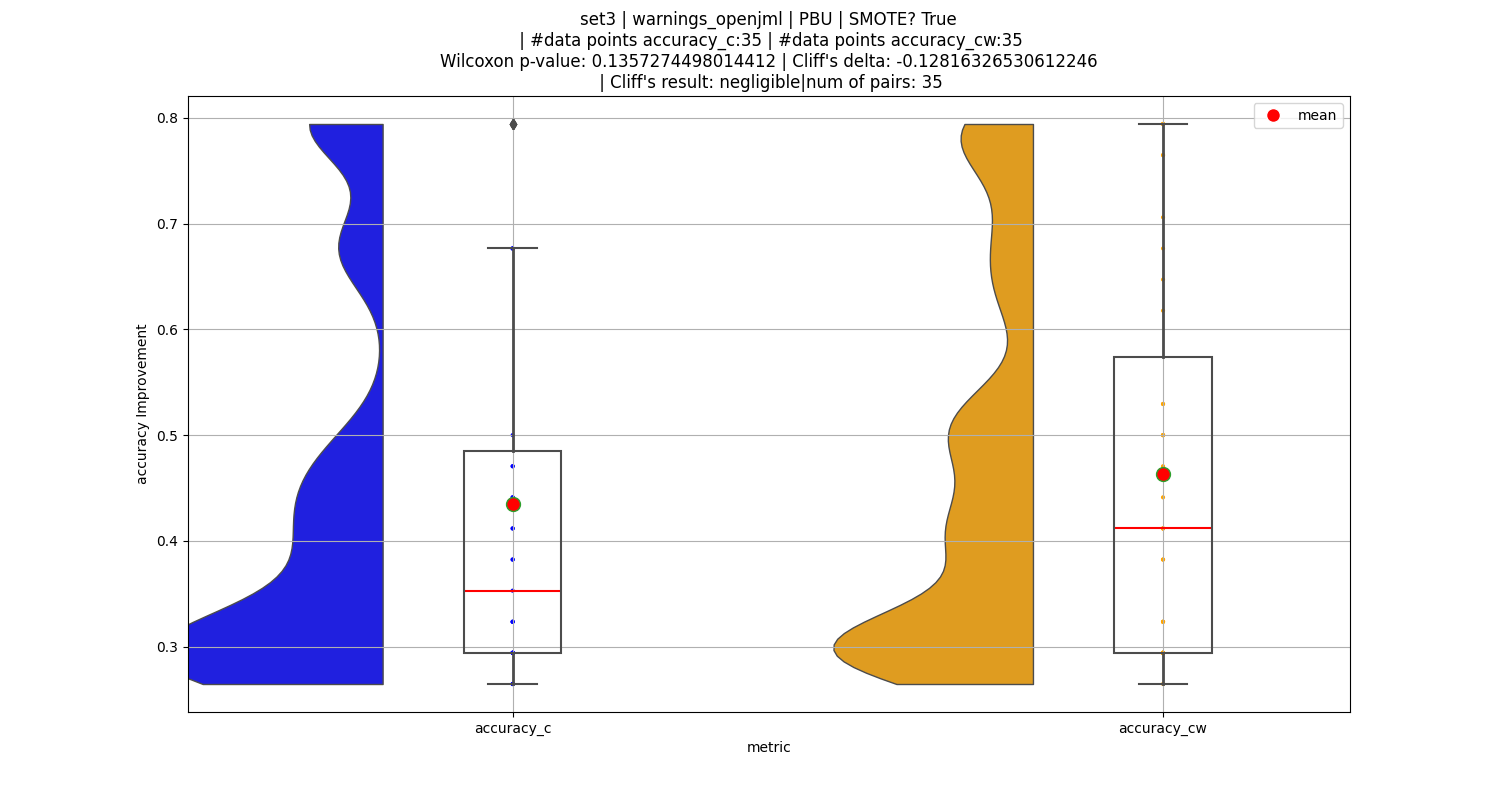 set3 | warnings_openjml | PBU | SMOTE? True
| #data points accuracy_c:35 | #data points accuracy_cw:35
Wilcoxon p-value: 0.1357274498014412 | Cliff's delta: -0.12816326530612246
| Cliff's result: negligible|num of pairs: 35
mean
0.8
0.7
0.6
0.5
0.4
0.3
accuracy Improvement
accuracy_c
accuracy_cw
metric